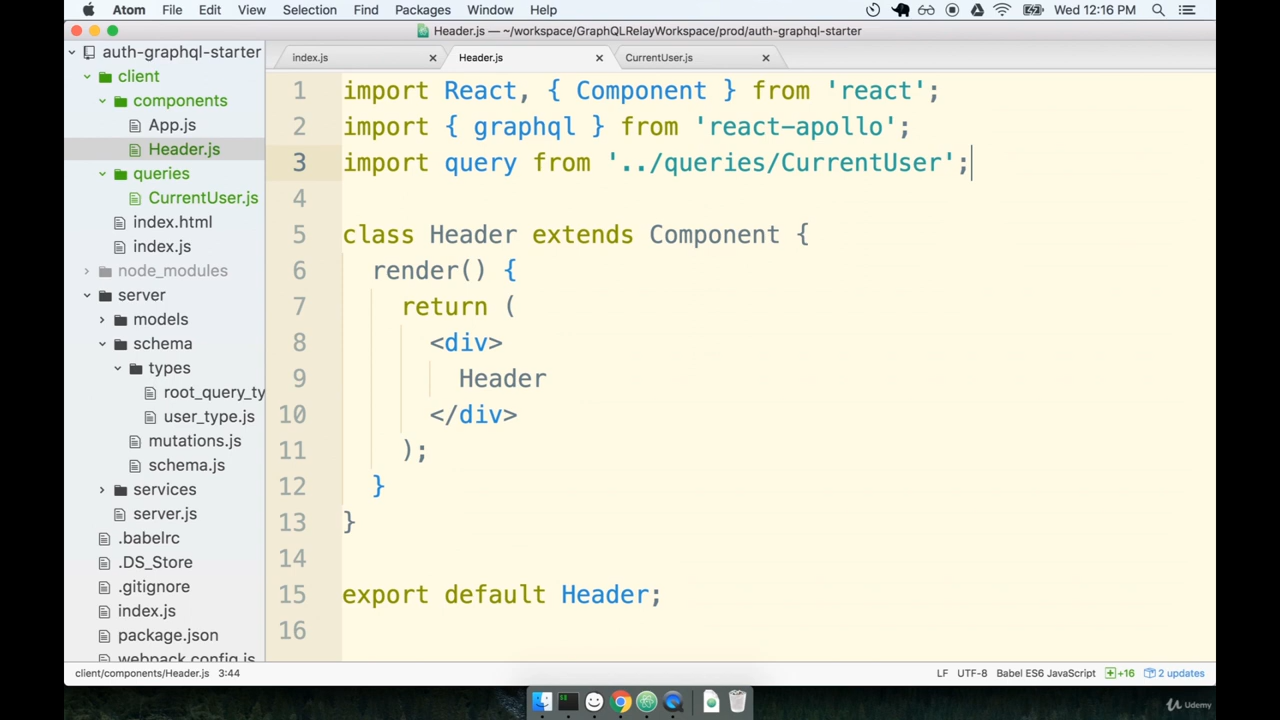 Atom File Edit View Selection Find Packages Window Help Wed 12:16 PM
Header.js — ~/workspace/GraphQLRelayWorkspace/prod/auth-graphql-starter
auth-graphql-starter
client
components
App.js
Header.js
queries
CurrentUser.js
index.html
index.js
node_modules
server
models
schema
types
root_query_ty
user_type.js
mutations.js
schema.js
services
server.js
.babelrc
.DS_Store
.gitignore
index.js
package.json
webpack.config.js
index.js Header.js CurrentUser.js
1 import React, { Component } from 'react';
2 import { graphql } from 'react-apollo';
3 import query from '../queries/CurrentUser';
4
5 class Header extends Component {
6 render() {
7 return (
8 <div>
9 Header
10 </div>
11 );
12 }
13 }
14
15 export default Header;
16
client/components/Header.js 3:44 LF UTF-8 Babel ES6 JavaScript +16 2 updates
Udemy